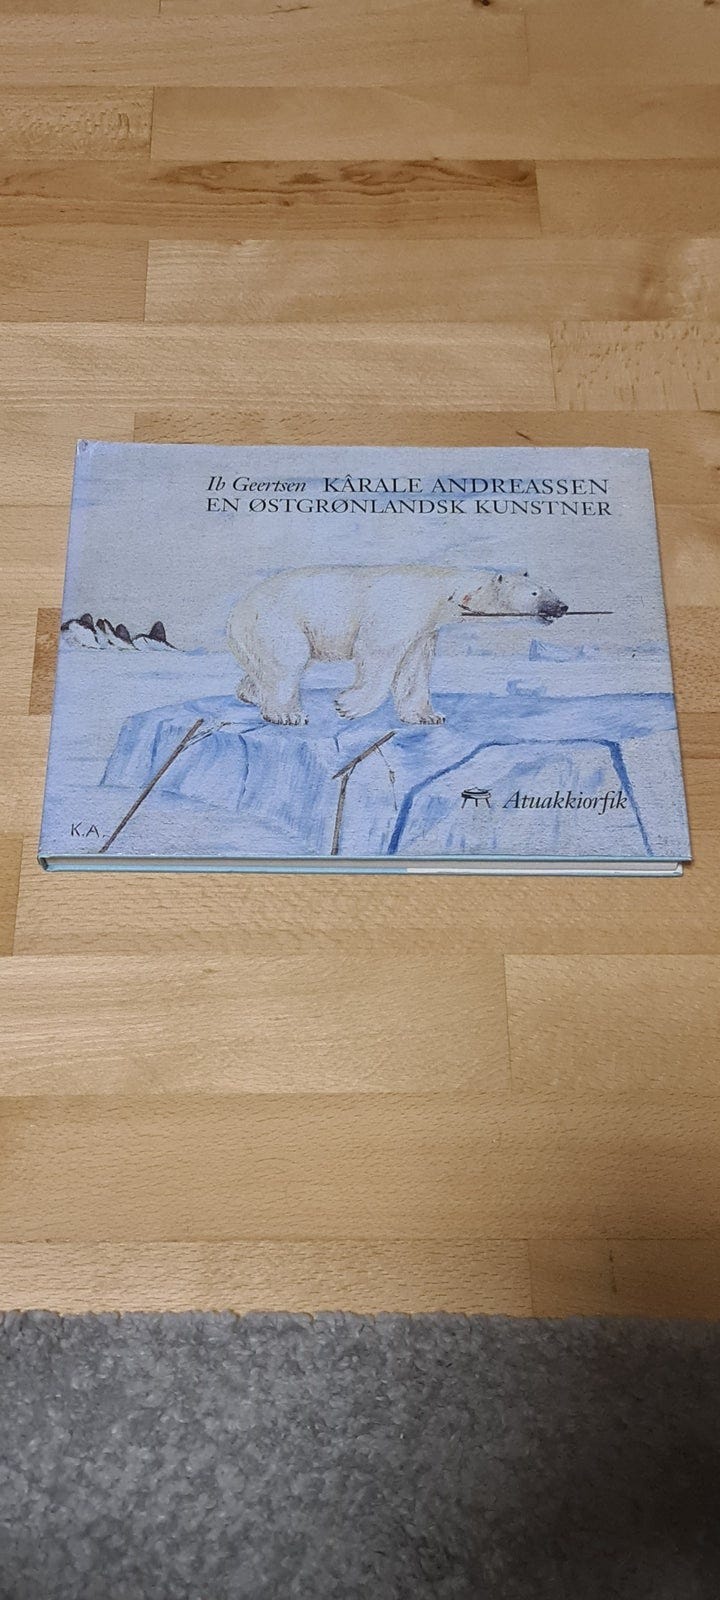 Ib Geertsen KÂRALE ANDREASSEN
EN ØSTGRØNLANDSK KUNSTNER
Atuakkiorfik
K.A.